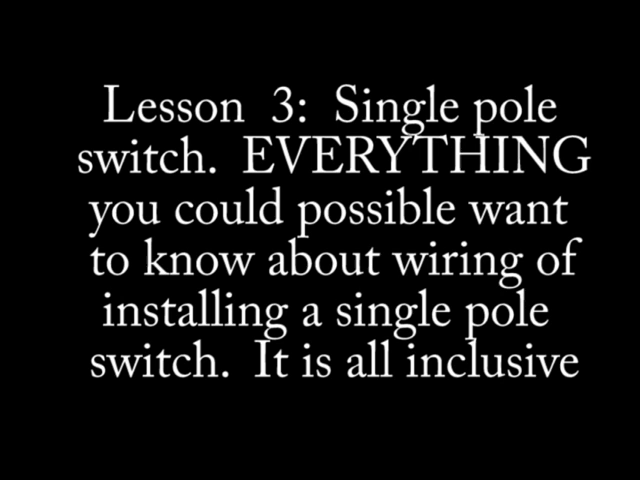 Lesson 3: Single pole
switch. EVERYTHING
you could possible want
to know about wiring of
installing a single pole
switch. It is all inclusive